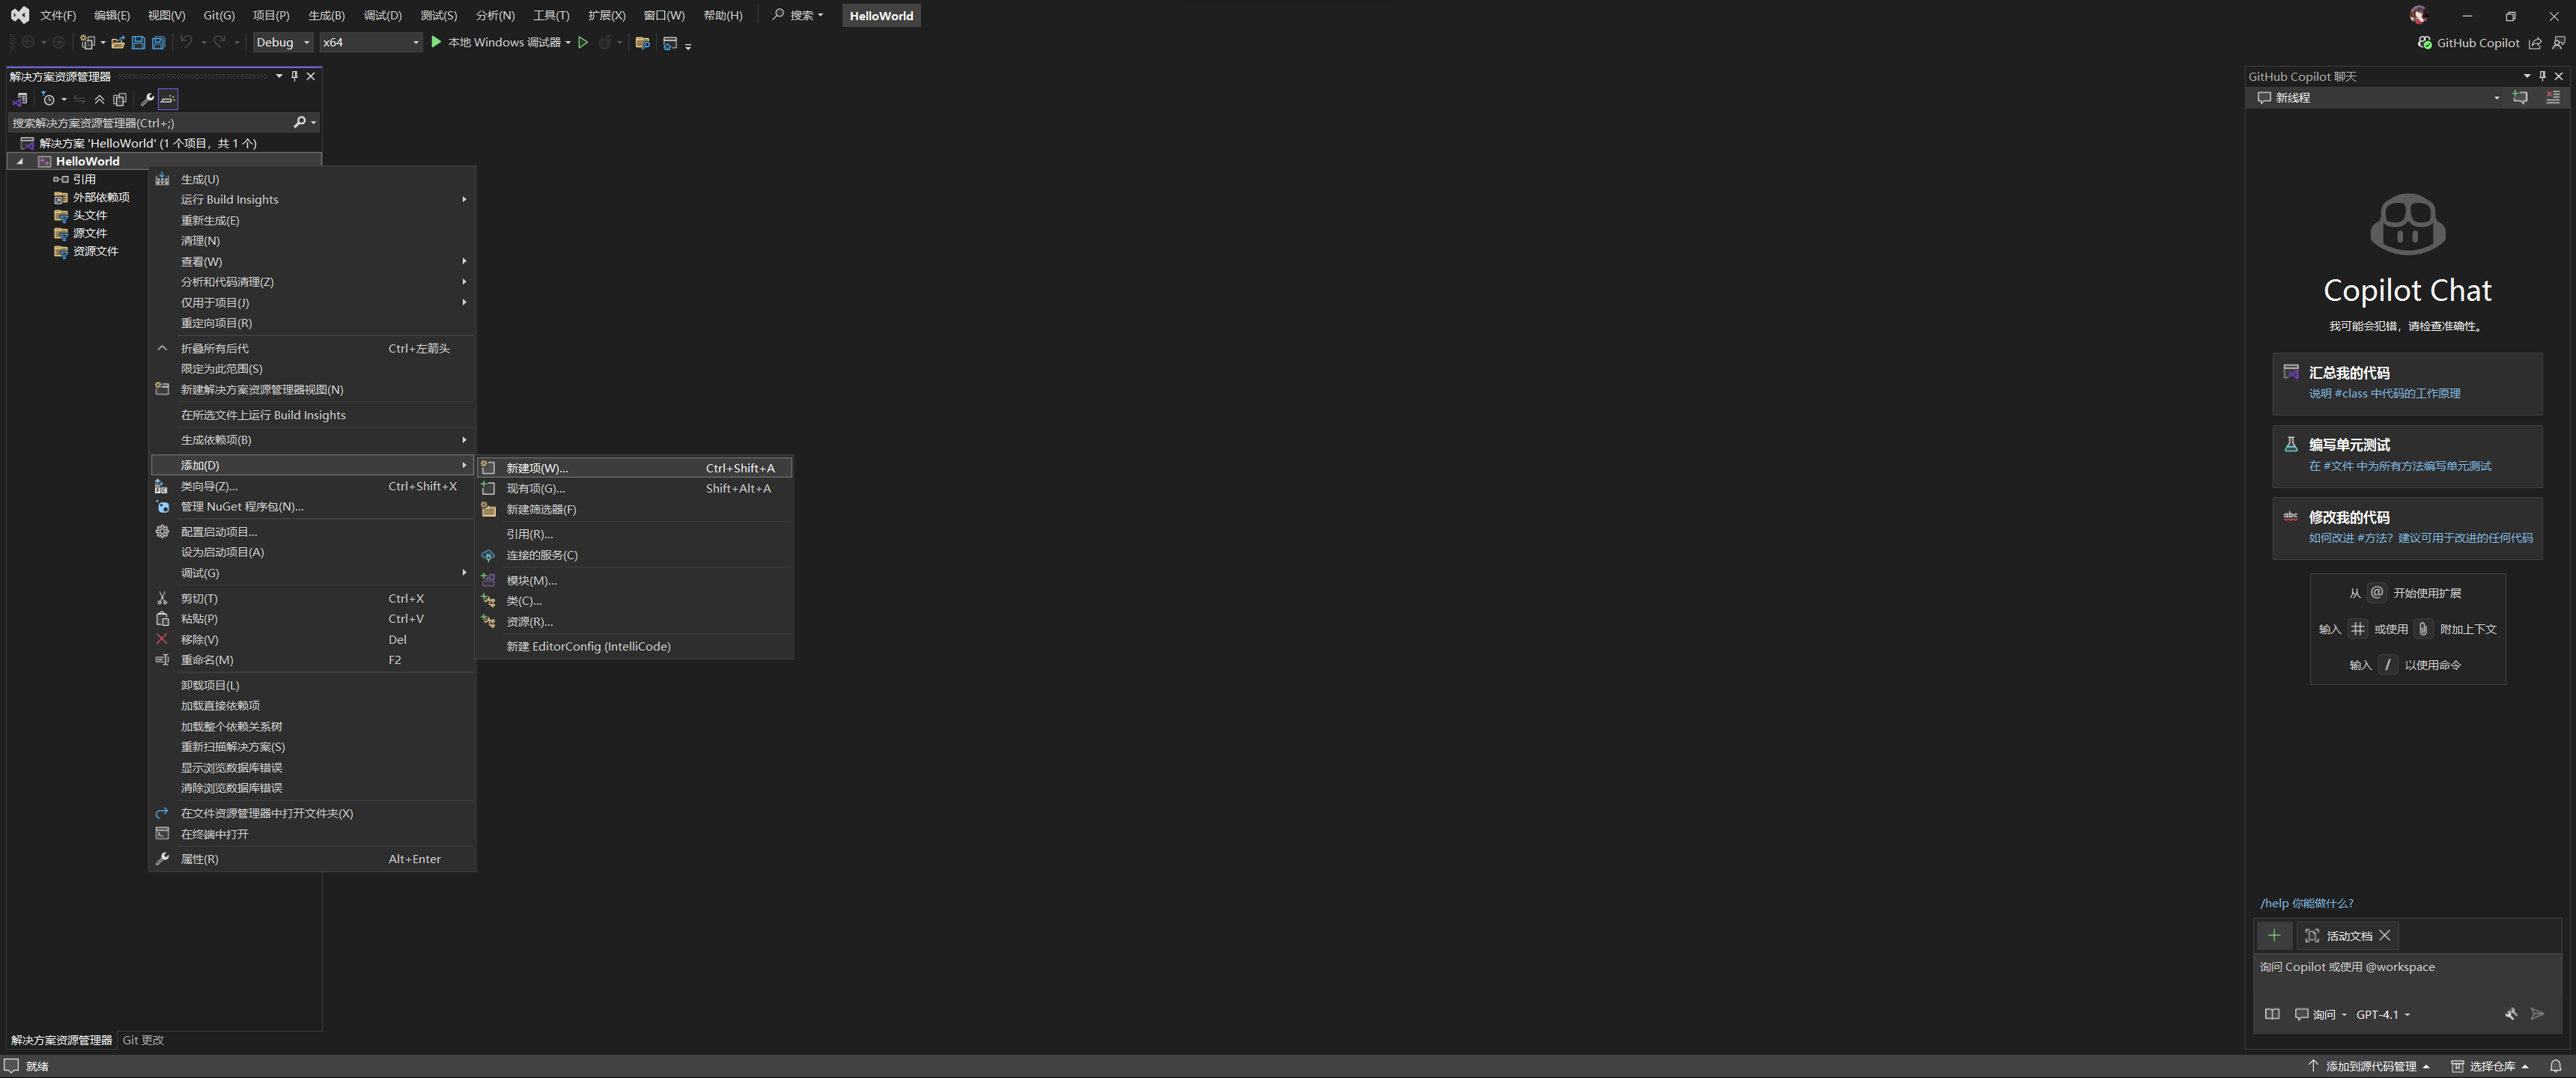 文件(F) 编辑(E) 视图(V) Git(G) 项目(P) 生成(B) 调试(D) 测试(S) 分析(N) 工具(T) 扩展(X) 窗口(W) 帮助(H) 搜索 HelloWorld
Debug x64 本地 Windows 调试器 GitHub Copilot
解决方案资源管理器
搜索解决方案资源管理器(Ctrl+;)
解决方案 'HelloWorld' (1 个项目，共 1 个)
HelloWorld
引用
外部依赖项
头文件
源文件
资源文件
生成(U)
运行 Build Insights
重新生成(E)
清理(N)
查看(W)
分析和代码清理(Z)
仅用于项目(J)
重定向项目(R)
折叠所有后代 Ctrl+左箭头
限定为此范围(S)
新建解决方案资源管理器视图(N)
在所选文件上运行 Build Insights
生成依赖项(B)
添加(D)
类向导(Z)... Ctrl+Shift+X
管理 NuGet 程序包(N)...
配置启动项目...
设为启动项目(A)
调试(G)
剪切(T) Ctrl+X
粘贴(P) Ctrl+V
移除(V) Del
重命名(M) F2
卸载项目(L)
加载直接依赖项
加载整个依赖关系树
重新扫描解决方案(S)
显示浏览数据库错误
清除浏览数据库错误
在文件资源管理器中打开文件夹(X)
在终端中打开
属性(R) Alt+Enter
新建项(W)... Ctrl+Shift+A
现有项(G)... Shift+Alt+A
新建筛选器(F)
引用(R)...
连接的服务(C)
模块(M)...
类(C)...
资源(R)...
新建 EditorConfig (IntelliCode)
GitHub Copilot 聊天
新线程
Copilot Chat
我可能会犯错，请检查准确性。
汇总我的代码
说明 #class 中代码的工作原理
编写单元测试
在 #文件 中为所有方法编写单元测试
abc
修改我的代码
如何改进 #方法？建议可用于改进的任何代码
从 @ 开始使用扩展
输入 # 或使用 附加上下文
输入 / 以使用命令
/help 你能做什么?
活动文档
询问 Copilot 或使用 @workspace
询问 GPT-4.1
解决方案资源管理器 Git 更改
就绪 添加到源代码管理 选择仓库